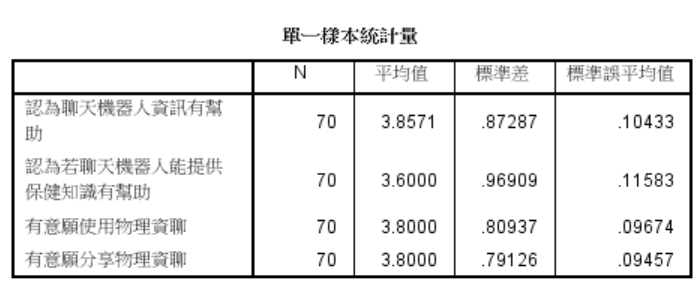 單一樣本統計量
N 平均值 標準差 標準誤平均值
認為聊天機器人資訊有幫
助 70 3.8571 .87287 .10433
認為若聊天機器人能提供
保健知識有幫助 70 3.6000 .96909 .11583
有意願使用物理資聊 70 3.8000 .80937 .09674
有意願分享物理資聊 70 3.8000 .79126 .09457